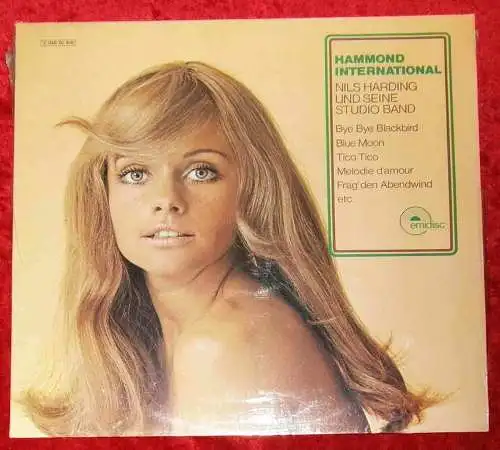 HAMMOND
INTERNATIONAL
NILS HARDING
UND SEINE
STUDIO BAND
Bye Bye Blackbird
Blue Moon
Tico Tico
Melodie d'amour
Frag' den Abendwind
etc.
emidisc